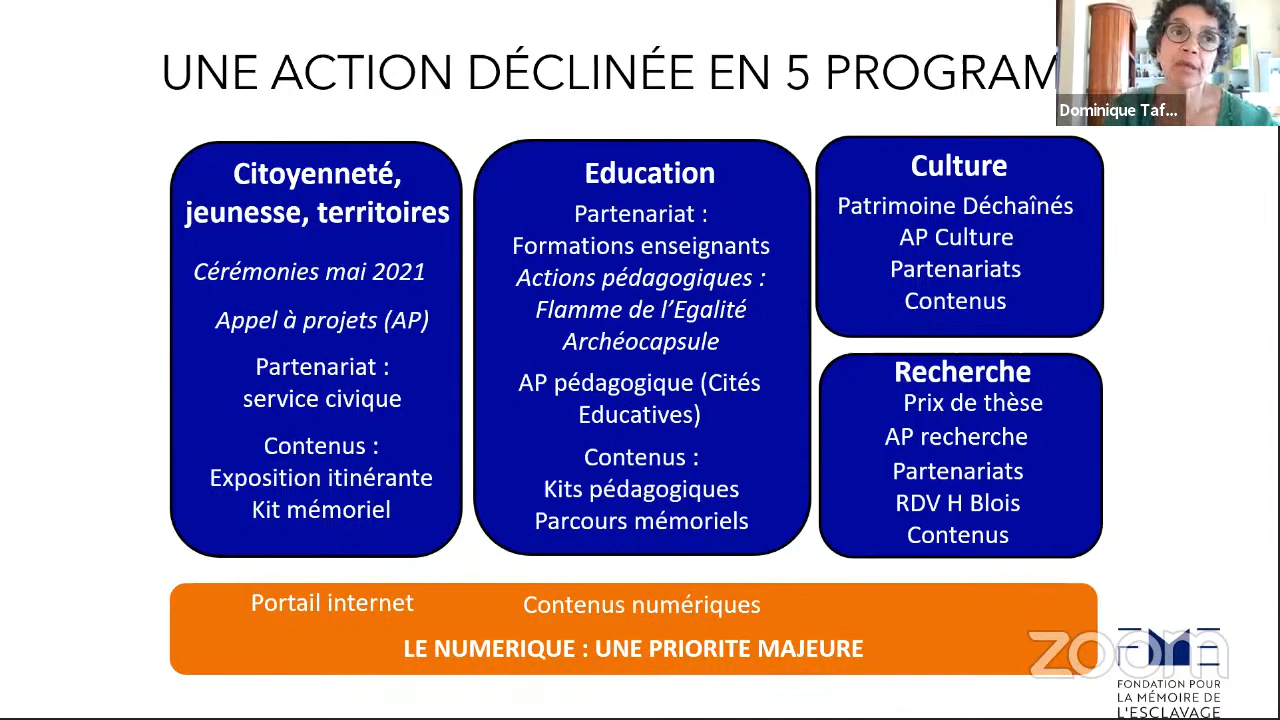 UNE ACTION DÉCLINÉE EN 5 PROGRAM
Dominique Taf...
Citoyenneté,
jeunesse, territoires
Cérémonies mai 2021
Appel à projets (AP)
Partenariat :
service civique
Contenus :
Exposition itinérante
Kit mémoriel
Education
Partenariat :
Formations enseignants
Actions pédagogiques :
Flamme de l’Egalité
Archéocapsule
AP pédagogique (Cités
Educatives)
Contenus :
Kits pédagogiques
Parcours mémoriels
Culture
Patrimoine Déchaînés
AP Culture
Partenariats
Contenus
Recherche
Prix de thèse
AP recherche
Partenariats
RDV H Blois
Contenus
Portail internet
Contenus numériques
LE NUMERIQUE : UNE PRIORITE MAJEURE
zoom
FME
FONDATION POUR
LA MÉMOIRE DE
L'ESCLAVAGE